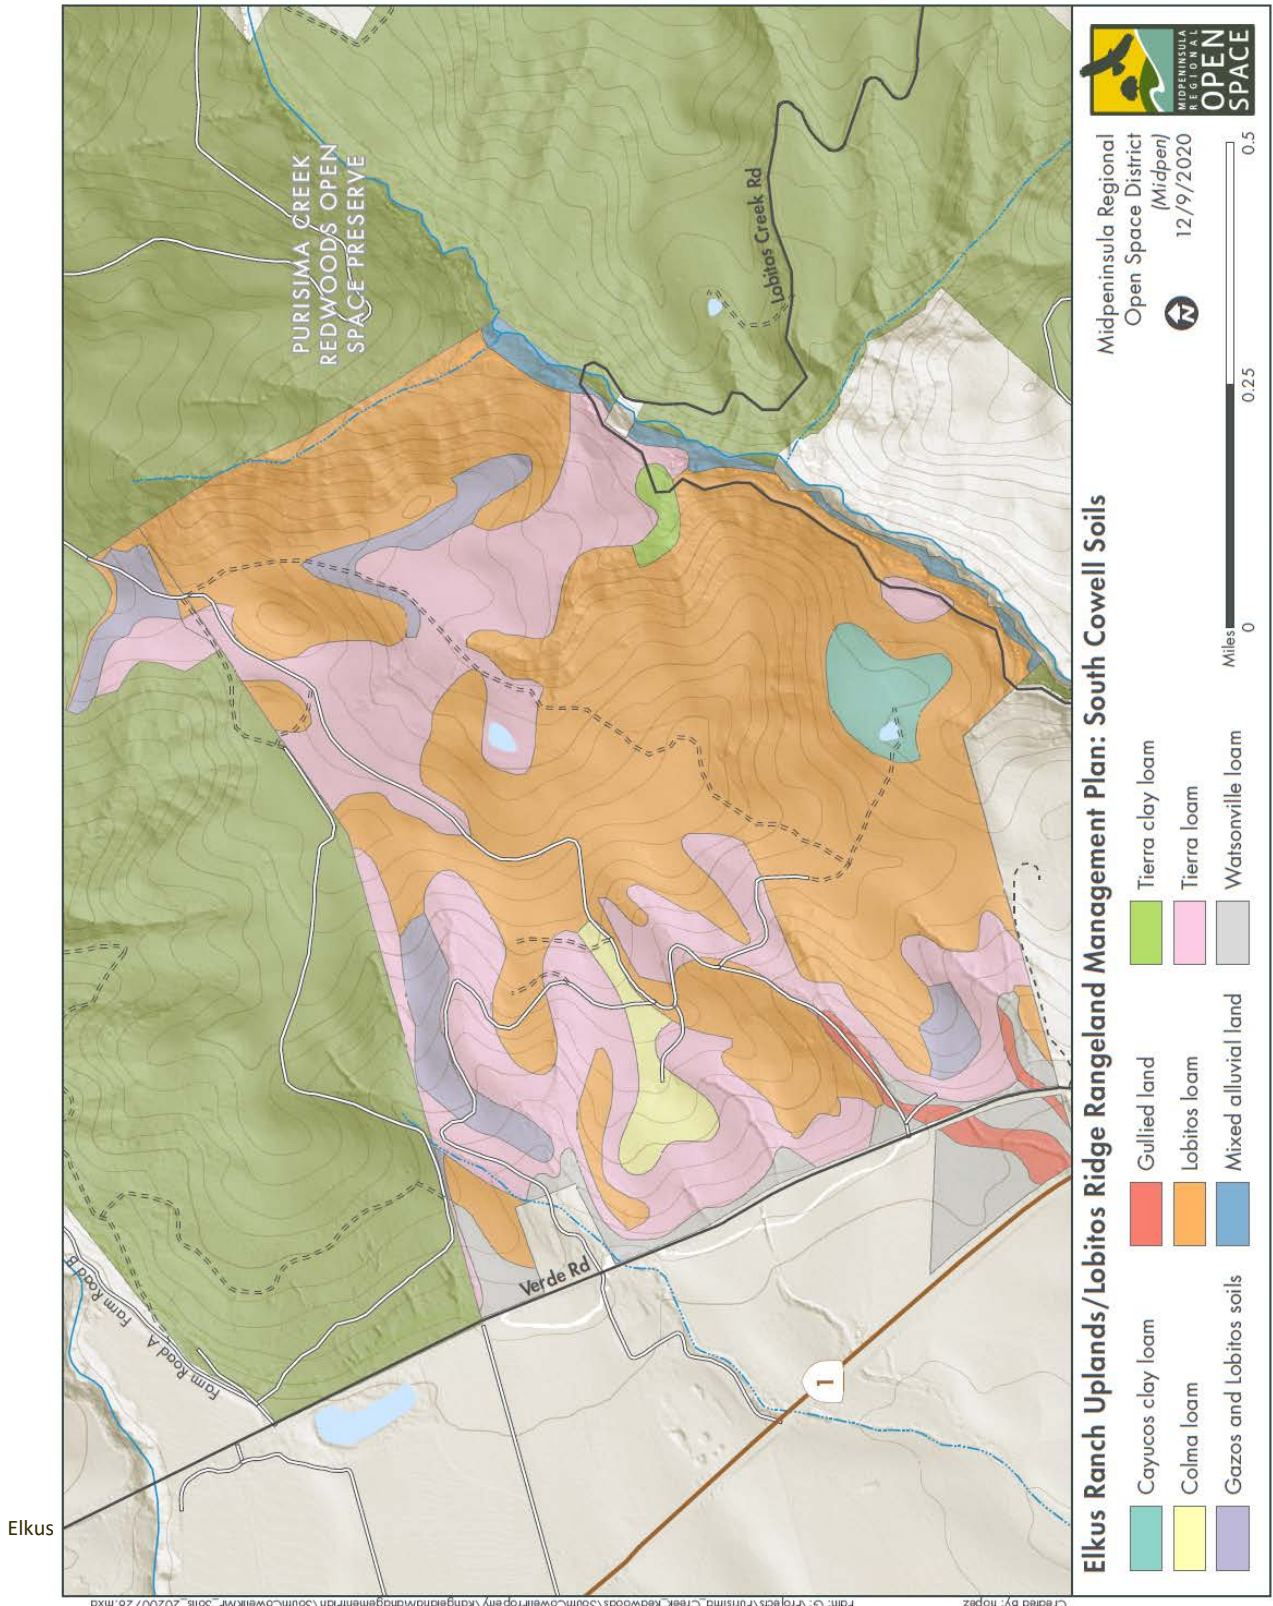 Elkus
PURISIMA CREEK
REDWOODS OPEN
SPACE PRESERVE
Lobitos Creek Rd
Farm Road B
Farm Road A
Verde Rd
1
Elkus Ranch Uplands/Lobitos Ridge Rangeland Management Plan: South Cowell Soils
Cayucos clay loam
Colma loam
Gazos and Lobitos soils
Gullied land
Lobitos loam
Mixed alluvial land
Tierra clay loam
Tierra loam
Watsonville loam
Miles
0
0.25
0.5
Midpeninsula Regional
Open Space District
(Midpen)
12/9/2020
N
MIDPENINSULA
REGIONAL
OPEN
SPACE